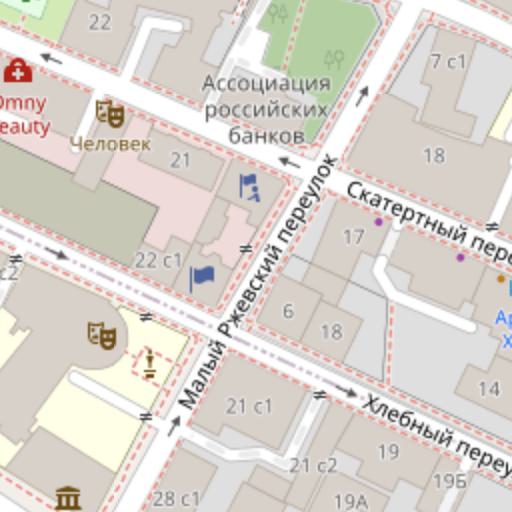 22
7 с1
Ассоциация
российских
банков
Omny
Beauty
Человек
21
18
Скатертный пере
17
22 с1
Малый Ржевский переулок
6
18
14
21 с1
Хлебный переу
21 с2
19
19Б
28 с1
19А